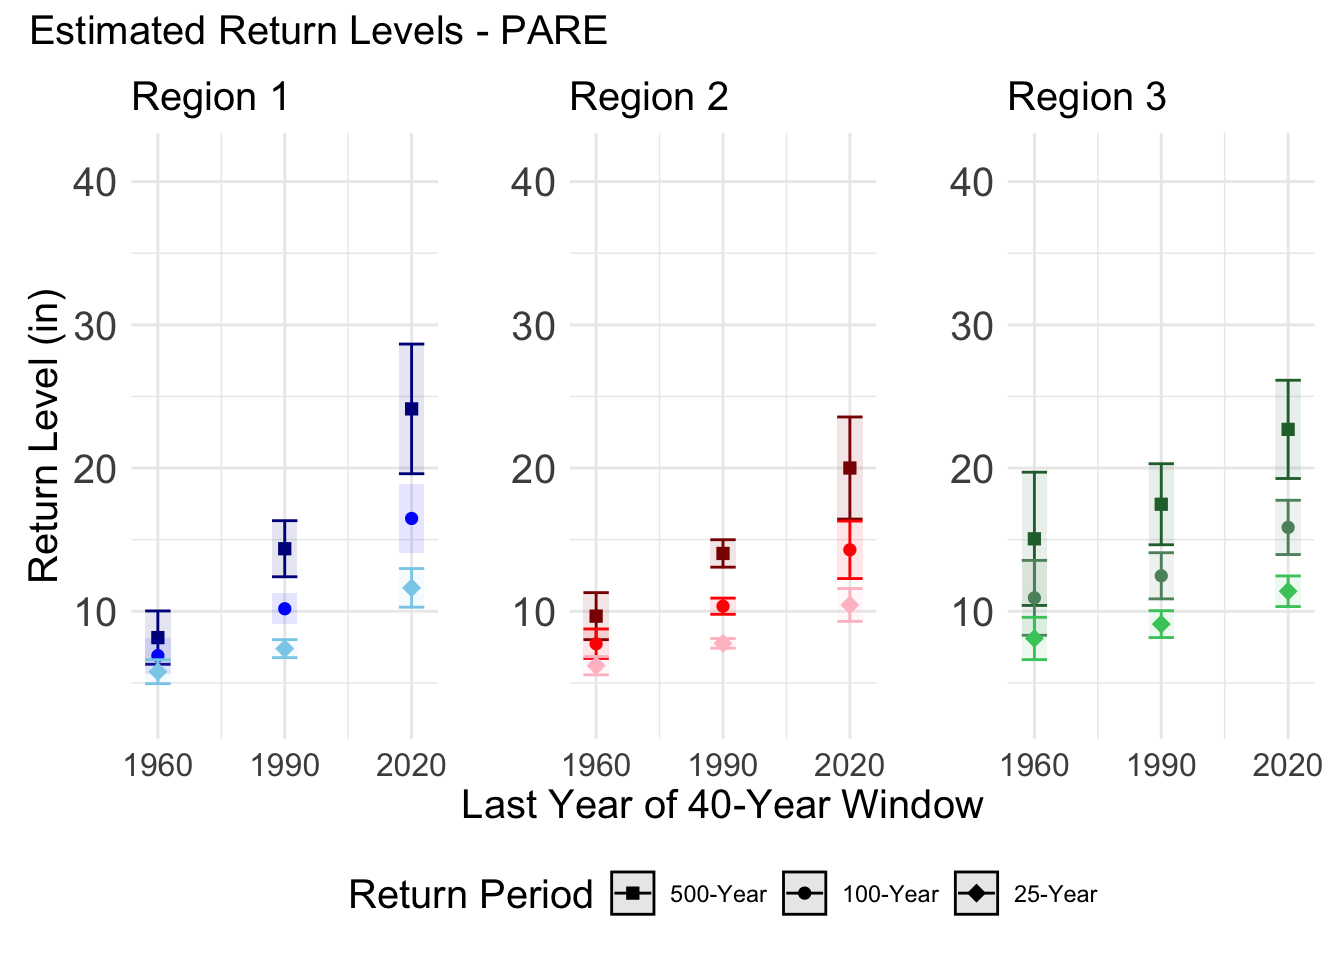 Estimated Return Levels - PARE
Region 1
Region 2
Region 3
Return Level (in)
40
30
20
10
40
30
20
10
40
30
20
10
1960 1990 2020
1960 1990 2020
1960 1990 2020
Last Year of 40-Year Window
Return Period 500-Year 100-Year 25-Year